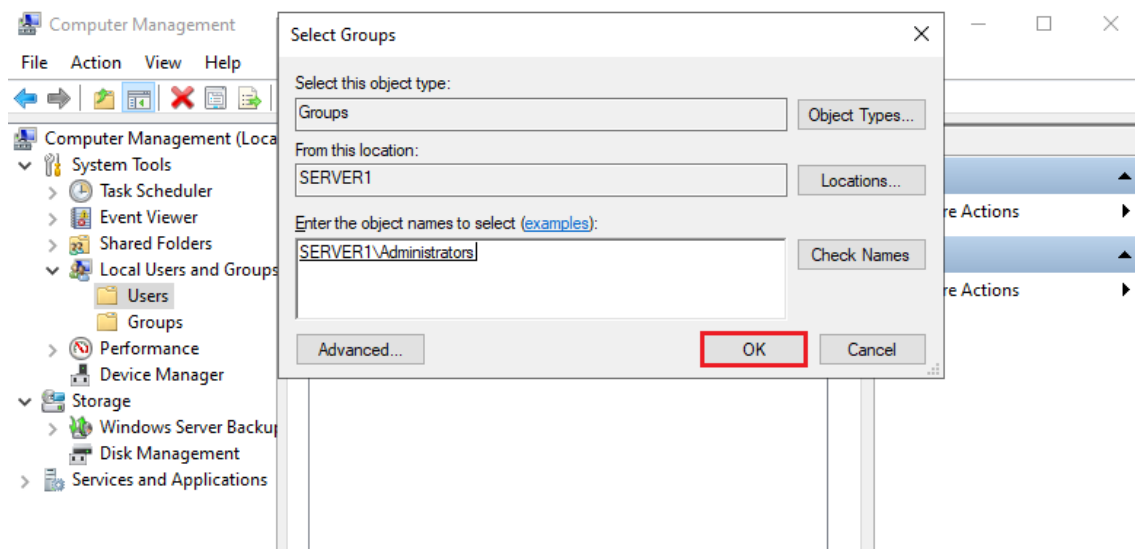 Computer Management
File Action View Help
Computer Management (Loca
System Tools
Task Scheduler
Event Viewer
Shared Folders
Local Users and Groups
Users
Groups
Performance
Device Manager
Storage
Windows Server Backup
Disk Management
Services and Applications
Select Groups
Select this object type:
Groups
Object Types...
From this location:
SERVER1
Locations...
Enter the object names to select (examples):
SERVER1\Administrators
Check Names
Advanced...
OK
Cancel
re Actions
re Actions